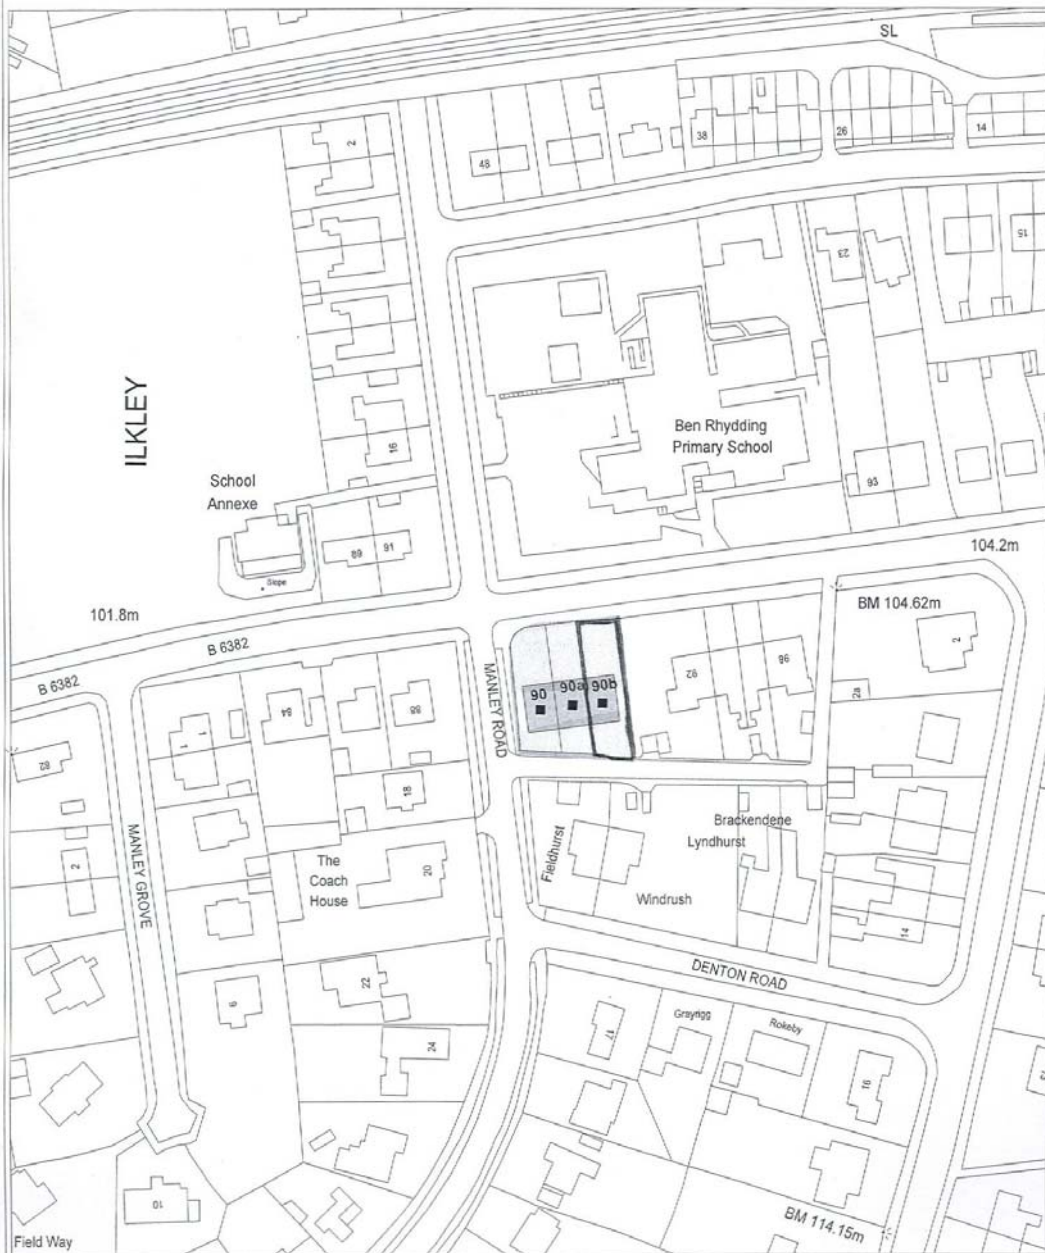 SL
2
48
38
26
14
23
15
ILKLEY
Ben Rhydding
Primary School
16
School
Annexe
93
89
91
Slope
104.2m
101.8m
BM 104.62m
B 6382
B 6382
2
MANLEY ROAD
90
90a
90b
92
98
2a
84
88
1
82
18
MANLEY GROVE
2
The
Coach
House
20
Fieldhurst
Brackendene
Lyndhurst
Windrush
14
DENTON ROAD
22
6
24
17
Grayrigg
Rokeby
16
10
Field Way
BM 114.15m